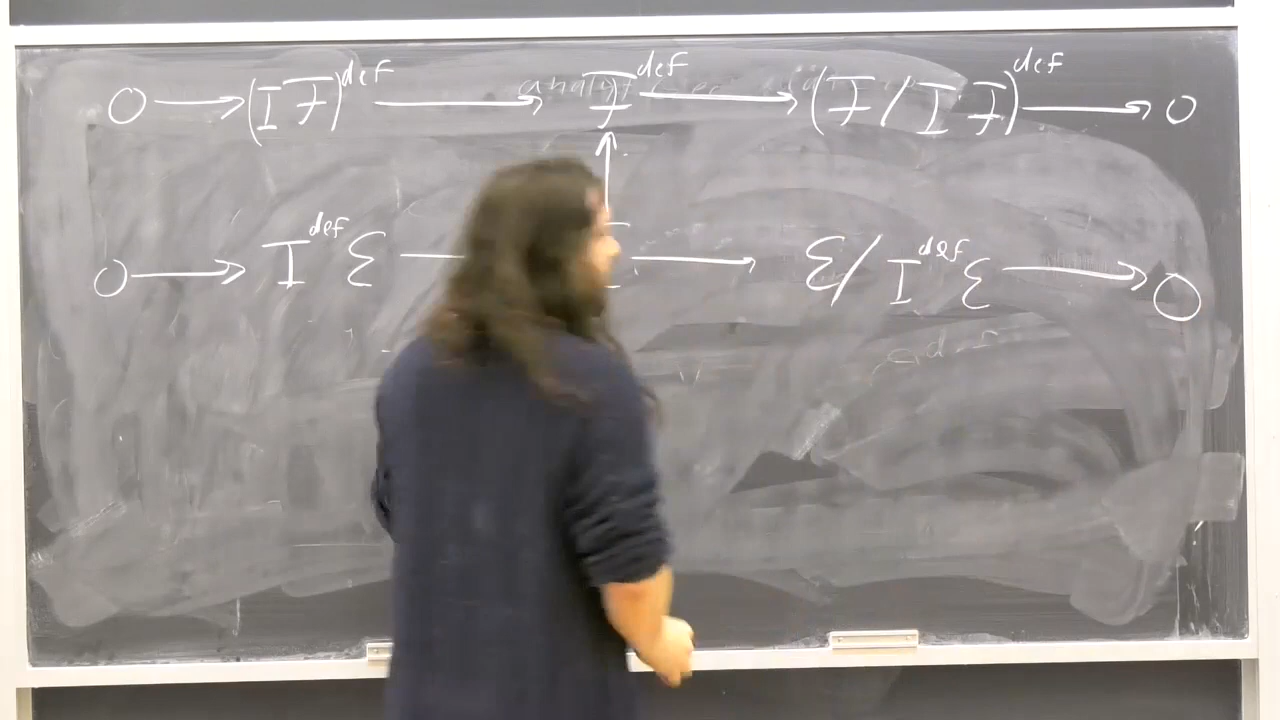 0 → (Iℱ)^def → ℱ^def → (ℱ/Iℱ)^def → 0
↑
0 → I^def ℰ → ℰ/I^def ℰ → 0